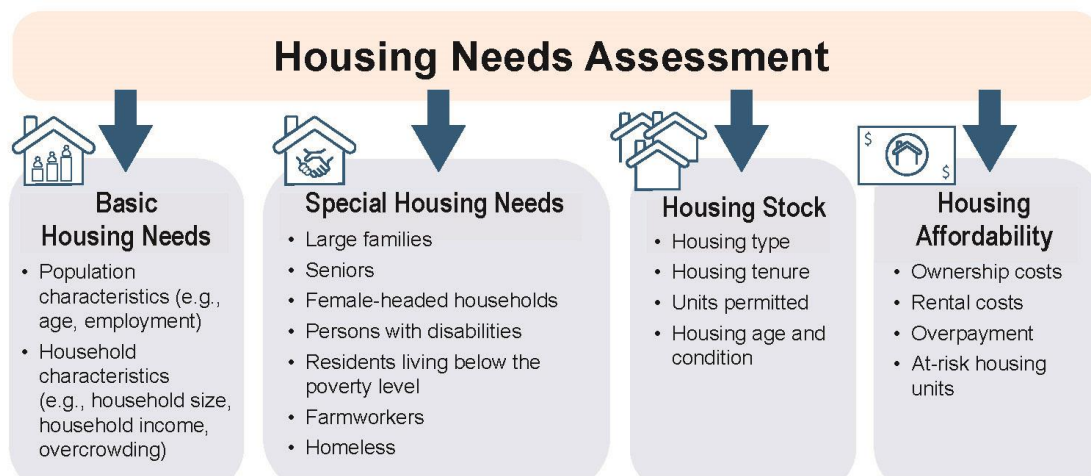 Housing Needs Assessment
Basic
Housing Needs
• Population
characteristics (e.g.,
age, employment)
• Household
characteristics
(e.g., household size,
household income,
overcrowding)
Special Housing Needs
• Large families
• Seniors
• Female-headed households
• Persons with disabilities
• Residents living below the
poverty level
• Farmworkers
• Homeless
Housing Stock
• Housing type
• Housing tenure
• Units permitted
• Housing age and
condition
$
$
Housing
Affordability
• Ownership costs
• Rental costs
• Overpayment
• At-risk housing
units